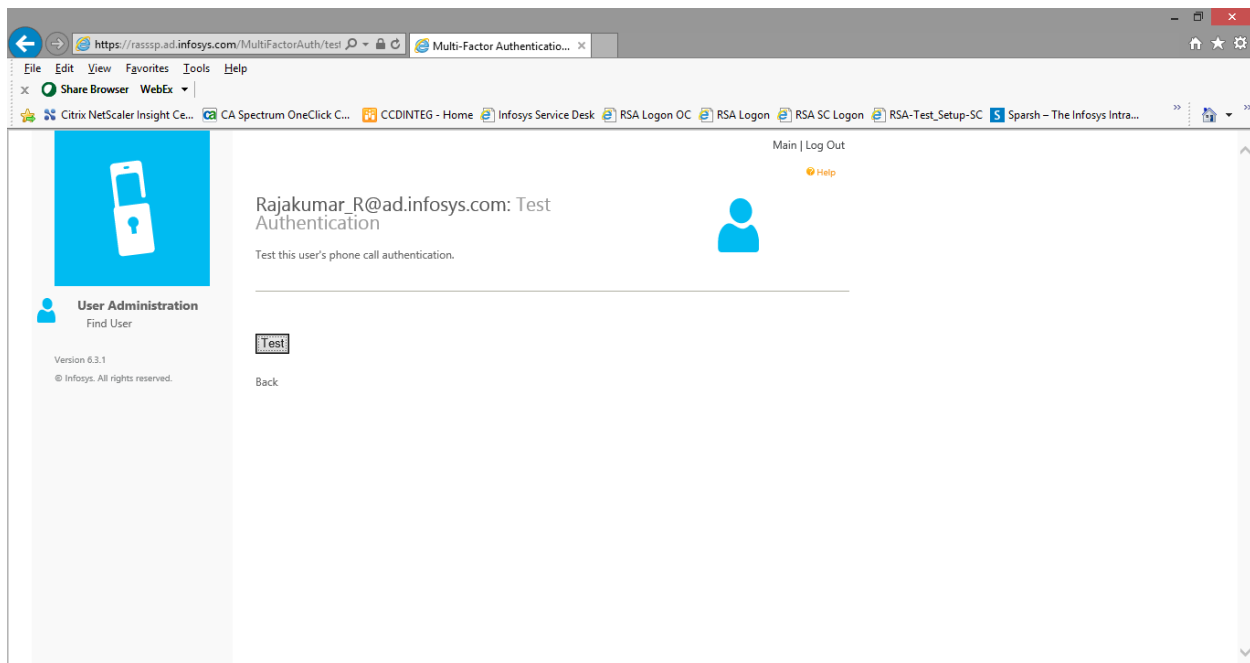 https://rasssp.ad.infosys.com/MultiFactorAuth/test
Multi-Factor Authenticatio...
File Edit View Favorites Tools Help
x Share Browser WebEx
Citrix NetScaler Insight Ce... CA Spectrum OneClick C... CCDINTEG - Home Infosys Service Desk RSA Logon OC RSA Logon RSA SC Logon RSA-Test_Setup-SC Sparsh – The Infosys Intra...
Main | Log Out
Help
Rajakumar_R@ad.infosys.com: Test
Authentication
Test this user's phone call authentication.
User Administration
Find User
Test
Version 6.3.1
© Infosys. All rights reserved.
Back